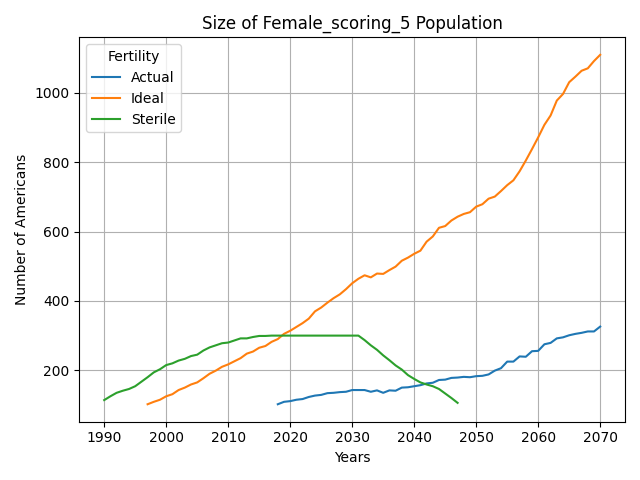 Size of Female_scoring_5 Population
Fertility
Actual
Ideal
Sterile
Number of Americans
1000
800
600
400
200
1990 2000 2010 2020 2030 2040 2050 2060 2070
Years